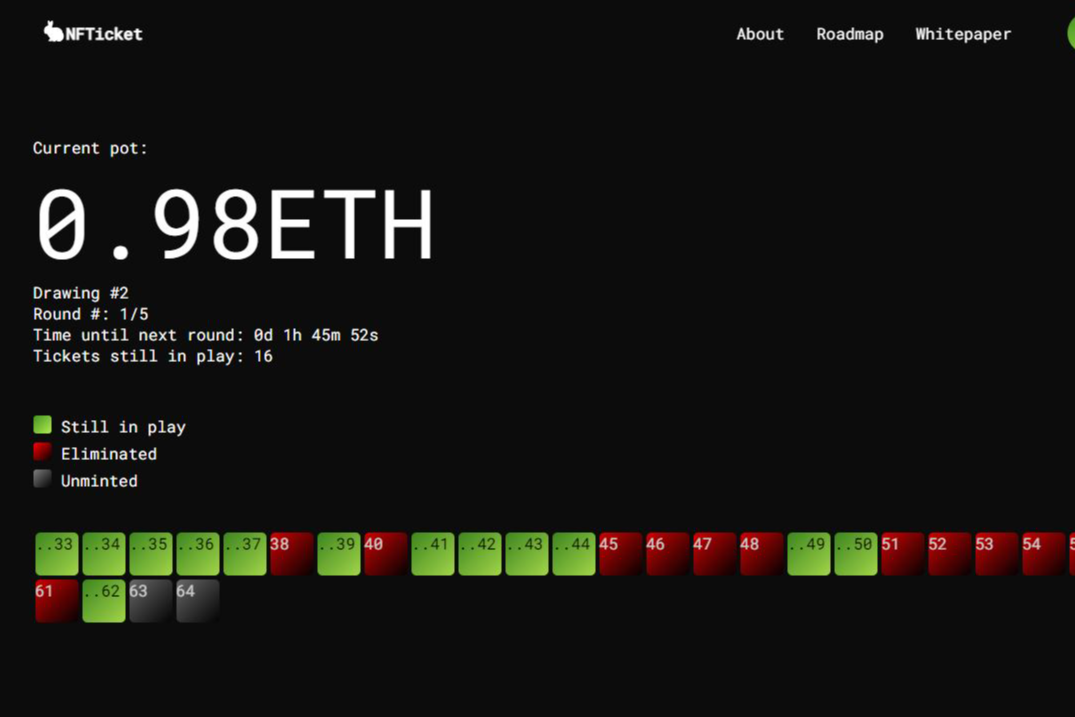 NFTicket
About Roadmap Whitepaper
Current pot:
0.98ETH
Drawing #2
Round #: 1/5
Time until next round: 0d 1h 45m 52s
Tickets still in play: 16
Still in play
Eliminated
Unminted
..33 ..34 ..35 ..36 ..37 38 ..39 40 ..41 ..42 ..43 ..44 45 46 47 48 ..49 ..50 51 52 53 54
61 ..62 63 64